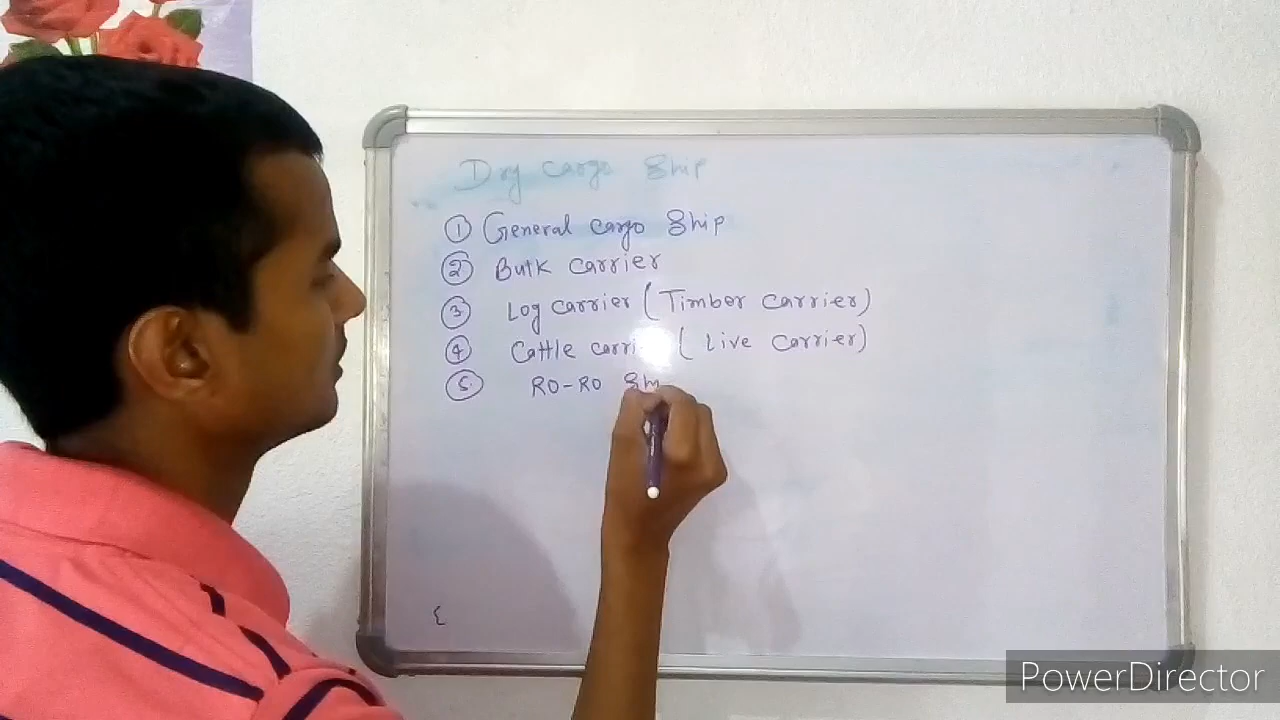 Dry cargo Ship
① General cargo Ship
② Bulk carrier
③ Log carrier (Timber carrier)
④ Cattle carri (Live carrier)
⑤ RO-RO Sh
PowerDirector